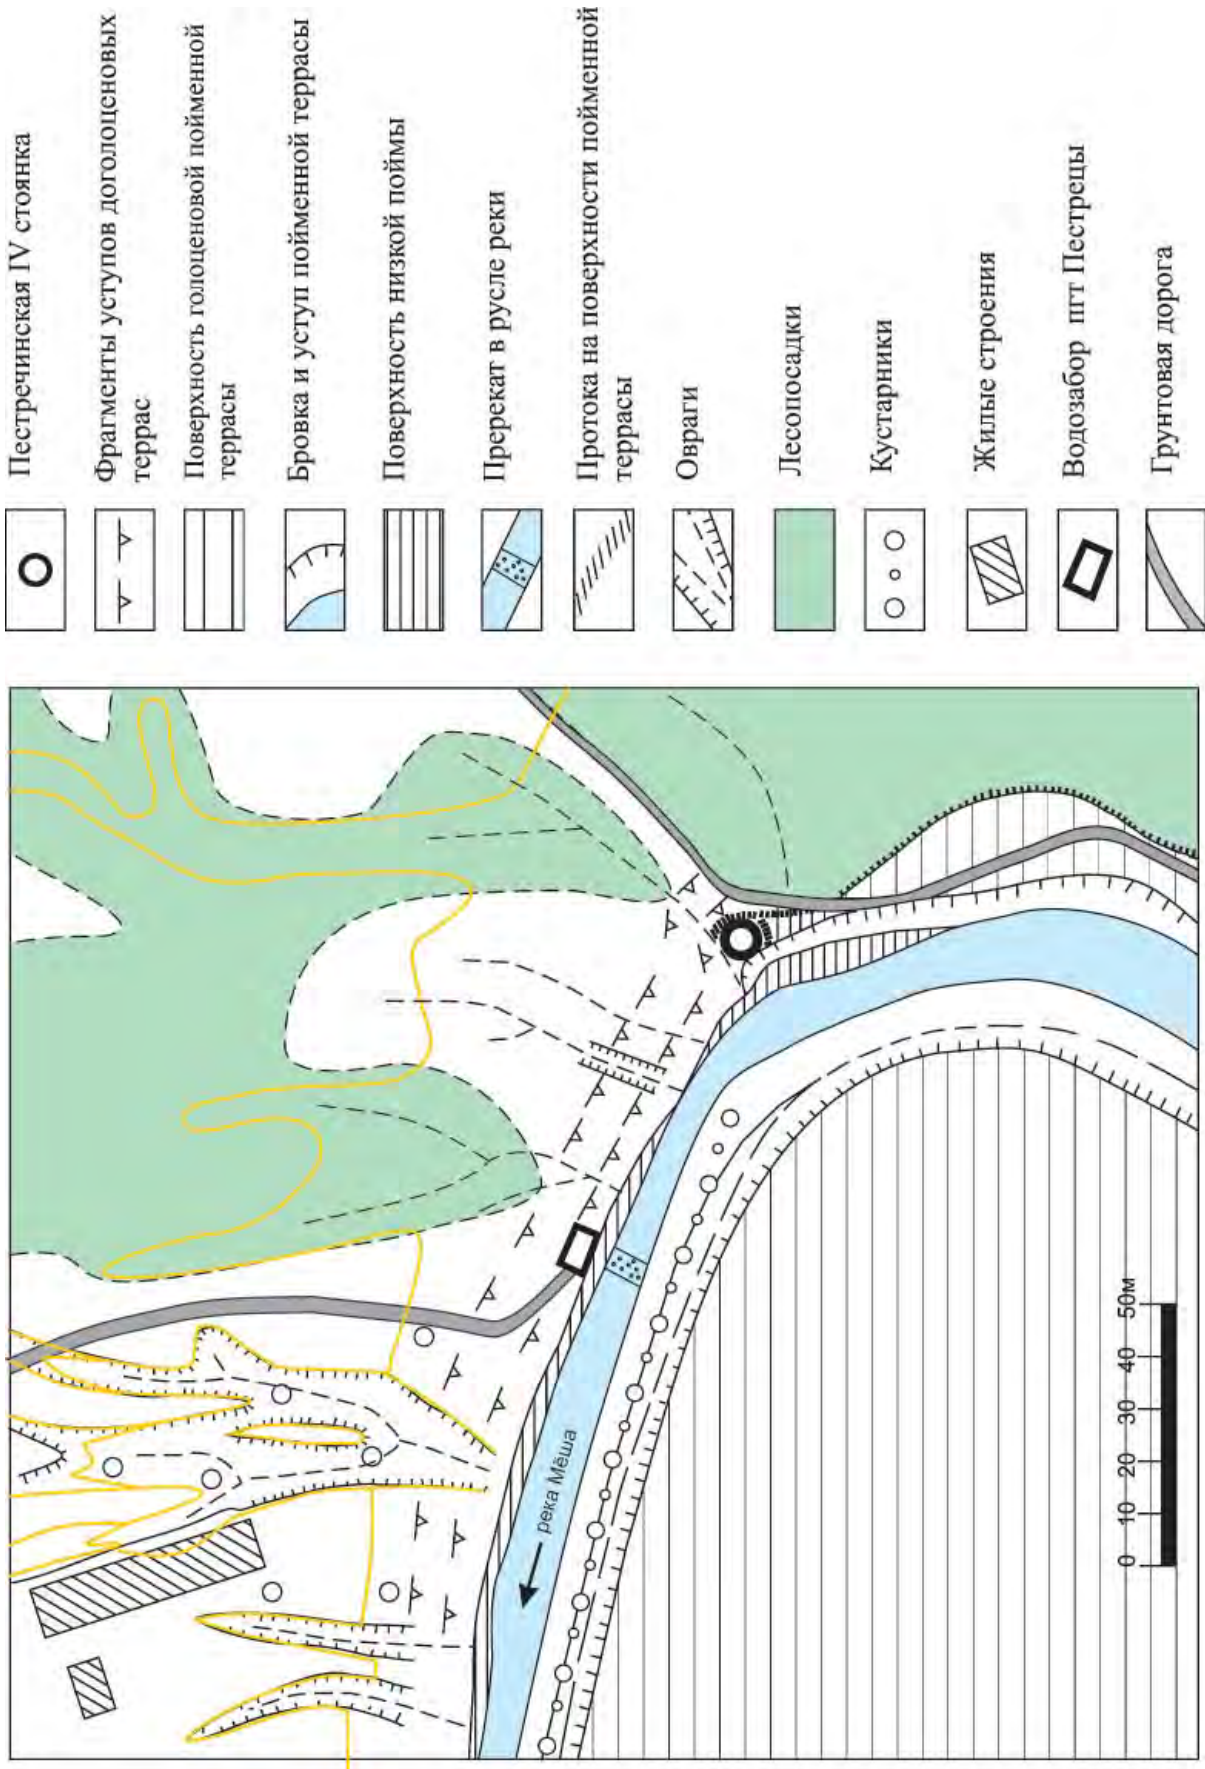 Пестречинская IV стоянка
Фрагменты уступов доголоценовых
террас
Поверхность голоценовой пойменной
террасы
Бровка и уступ пойменной террасы
Поверхность низкой поймы
Пререкат в русле реки
Протока на поверхности пойменной
террасы
Овраги
Лесопосадки
Кустарники
Жилые строения
Водозабор пгт Пестрецы
Грунтовая дорога
река Мёша
0 10 20 30 40 50м